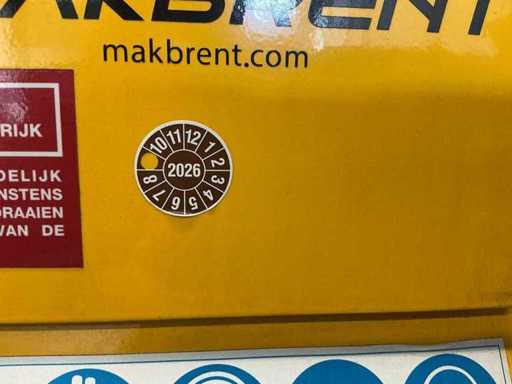 AKBRENT
makbrent.com
RIJK
DELIJK
NSTENS
DRAAIEN
VAN DE
10 11 12 1 2 3 4 5 6 7 8
2026